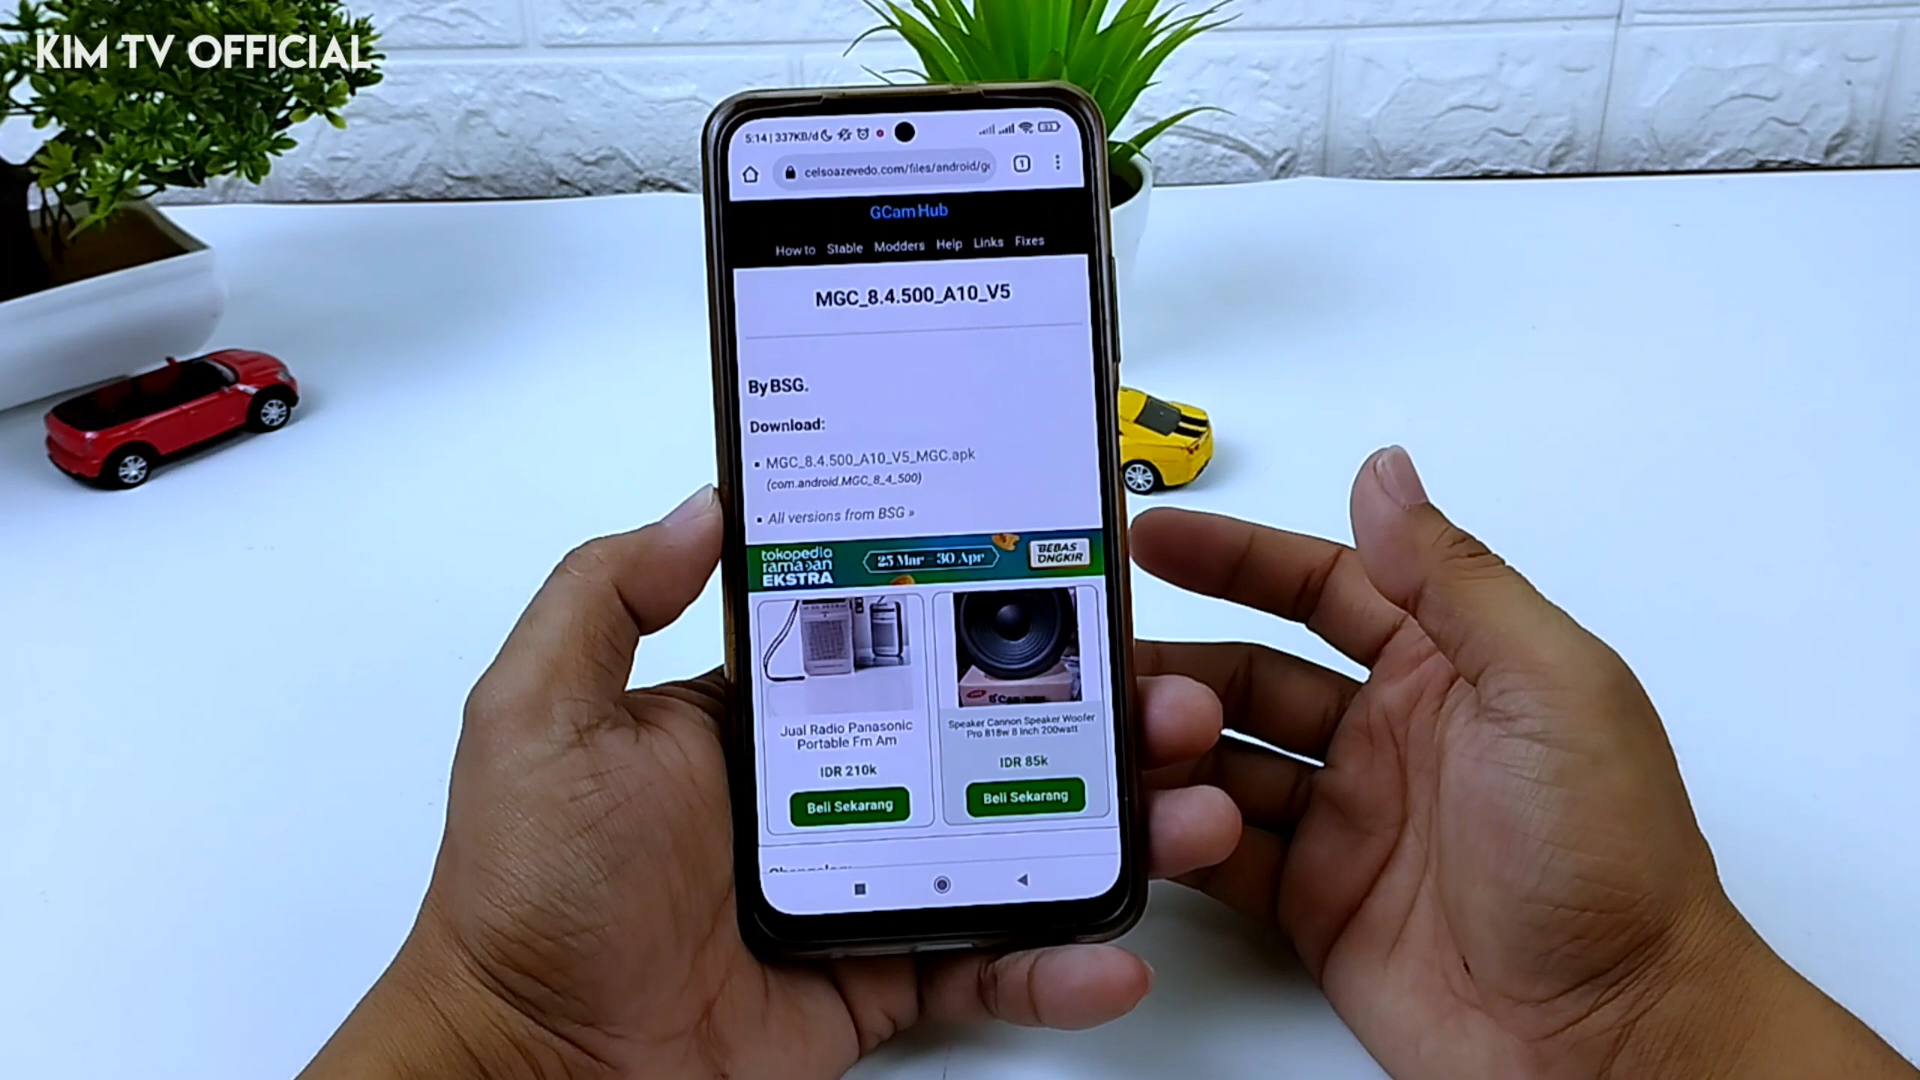 KIM TV OFFICIAL
5:14 | 337KB/d
celsoazevedo.com/files/android/g
1
GCam Hub
How to Stable Modders Help Links Fixes
MGC_8.4.500_A10_V5
By BSG.
Download:
▪ MGC_8.4.500_A10_V5_MGC.apk
(com.android.MGC_8_4_500)
▪ All versions from BSG »
tokopedia
ramadan
EKSTRA
25 Mar - 30 Apr
BEBAS
ONGKIR
Jual Radio Panasonic
Portable Fm Am
IDR 210k
Beli Sekarang
Speaker Cannon Speaker Woofer
Pro 818w 8 Inch 200watt
IDR 85k
Beli Sekarang